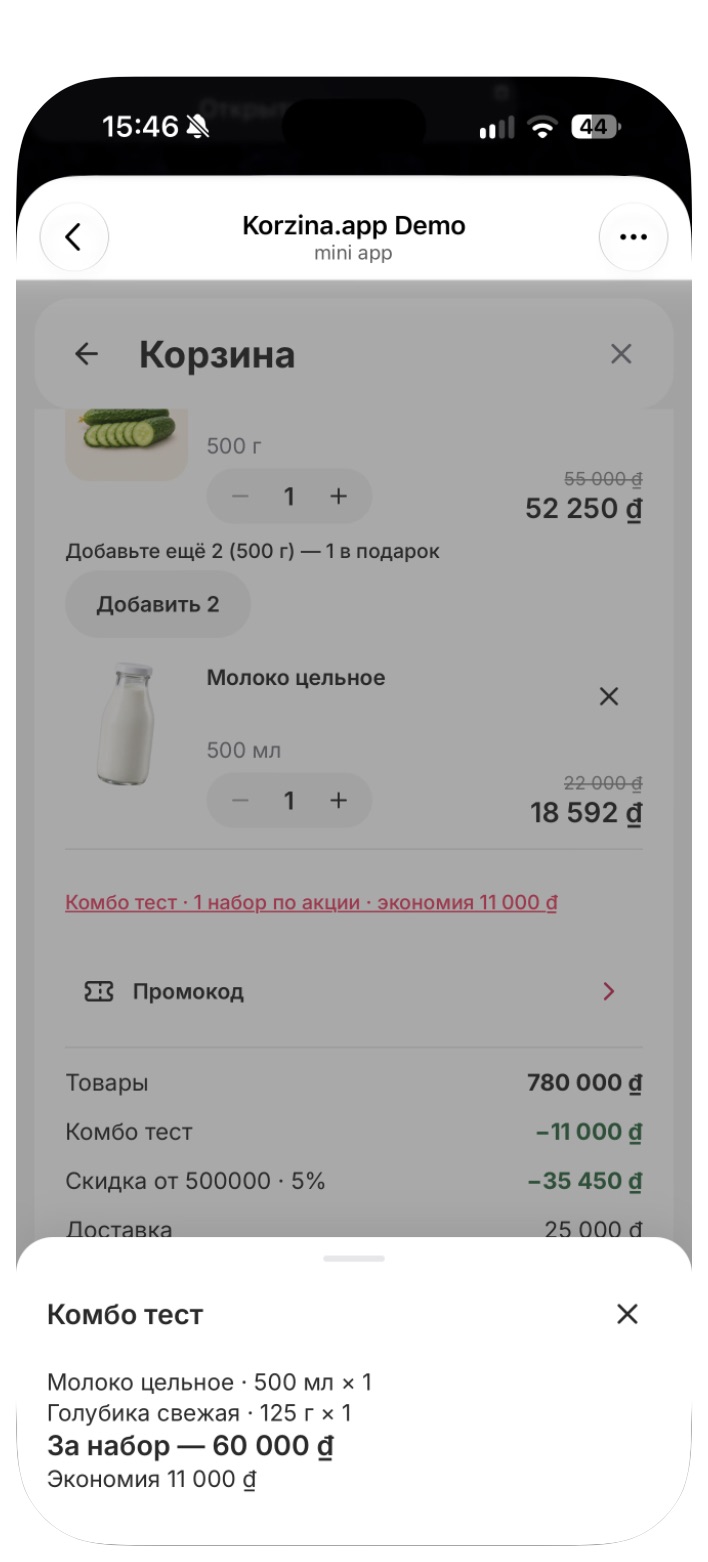 Открыт
15:46
44
Korzina.app Demo
mini app
Корзина
500 г
55 000 ₫
1
52 250 ₫
Добавьте ещё 2 (500 г) — 1 в подарок
Добавить 2
Молоко цельное
500 мл
22 000 ₫
1
18 592 ₫
Комбо тест · 1 набор по акции · экономия 11 000 ₫
Промокод
Товары 780 000 ₫
Комбо тест −11 000 ₫
Скидка от 500000 · 5% −35 450 ₫
Доставка 25 000 ₫
Комбо тест
Молоко цельное · 500 мл × 1
Голубика свежая · 125 г × 1
За набор — 60 000 ₫
Экономия 11 000 ₫